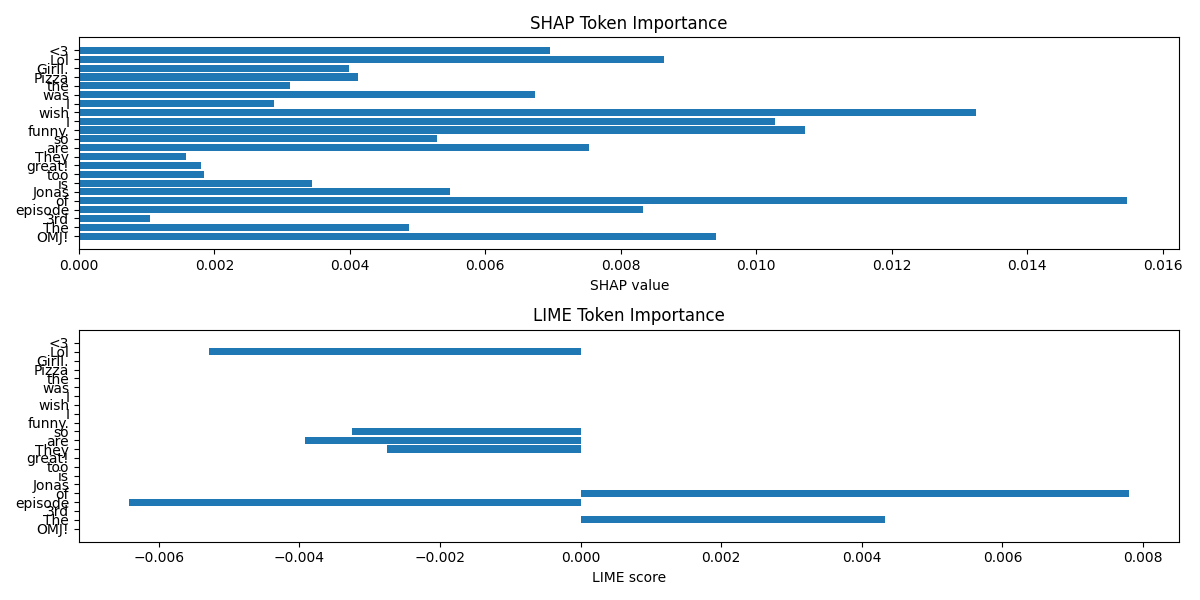 SHAP Token Importance
<3
Lol
Girll.
Pizza
the
was
I
wish
I
funny.
so
are
They
great!
too
is
Jonas
of
episode
3rd
The
OMJ!
0.000 0.002 0.004 0.006 0.008 0.010 0.012 0.014 0.016
SHAP value
LIME Token Importance
<3
Lol
Girll.
Pizza
the
was
I
wish
I
funny.
so
are
They
great!
too
is
Jonas
of
episode
3rd
The
OMJ!
−0.006 −0.004 −0.002 0.000 0.002 0.004 0.006 0.008
LIME score